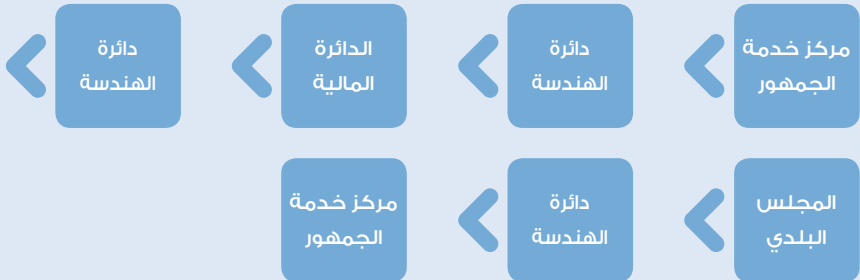 مركز خدمة
الجمهور
دائرة
الهندسة
الدائرة
المالية
دائرة
الهندسة
المجلس
البلدي
دائرة
الهندسة
مركز خدمة
الجمهور